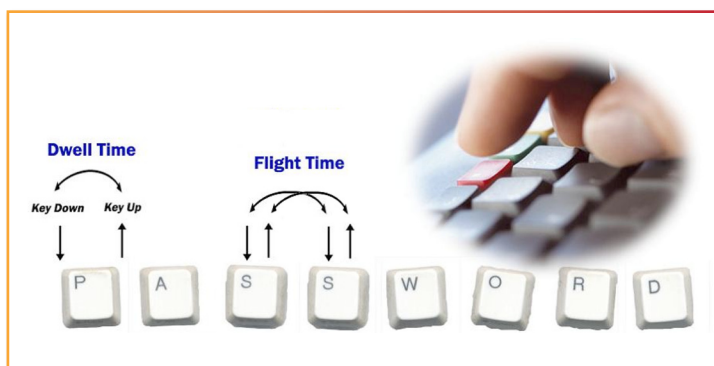 Dwell Time
Flight Time
Key Down Key Up
P A S S W O R D